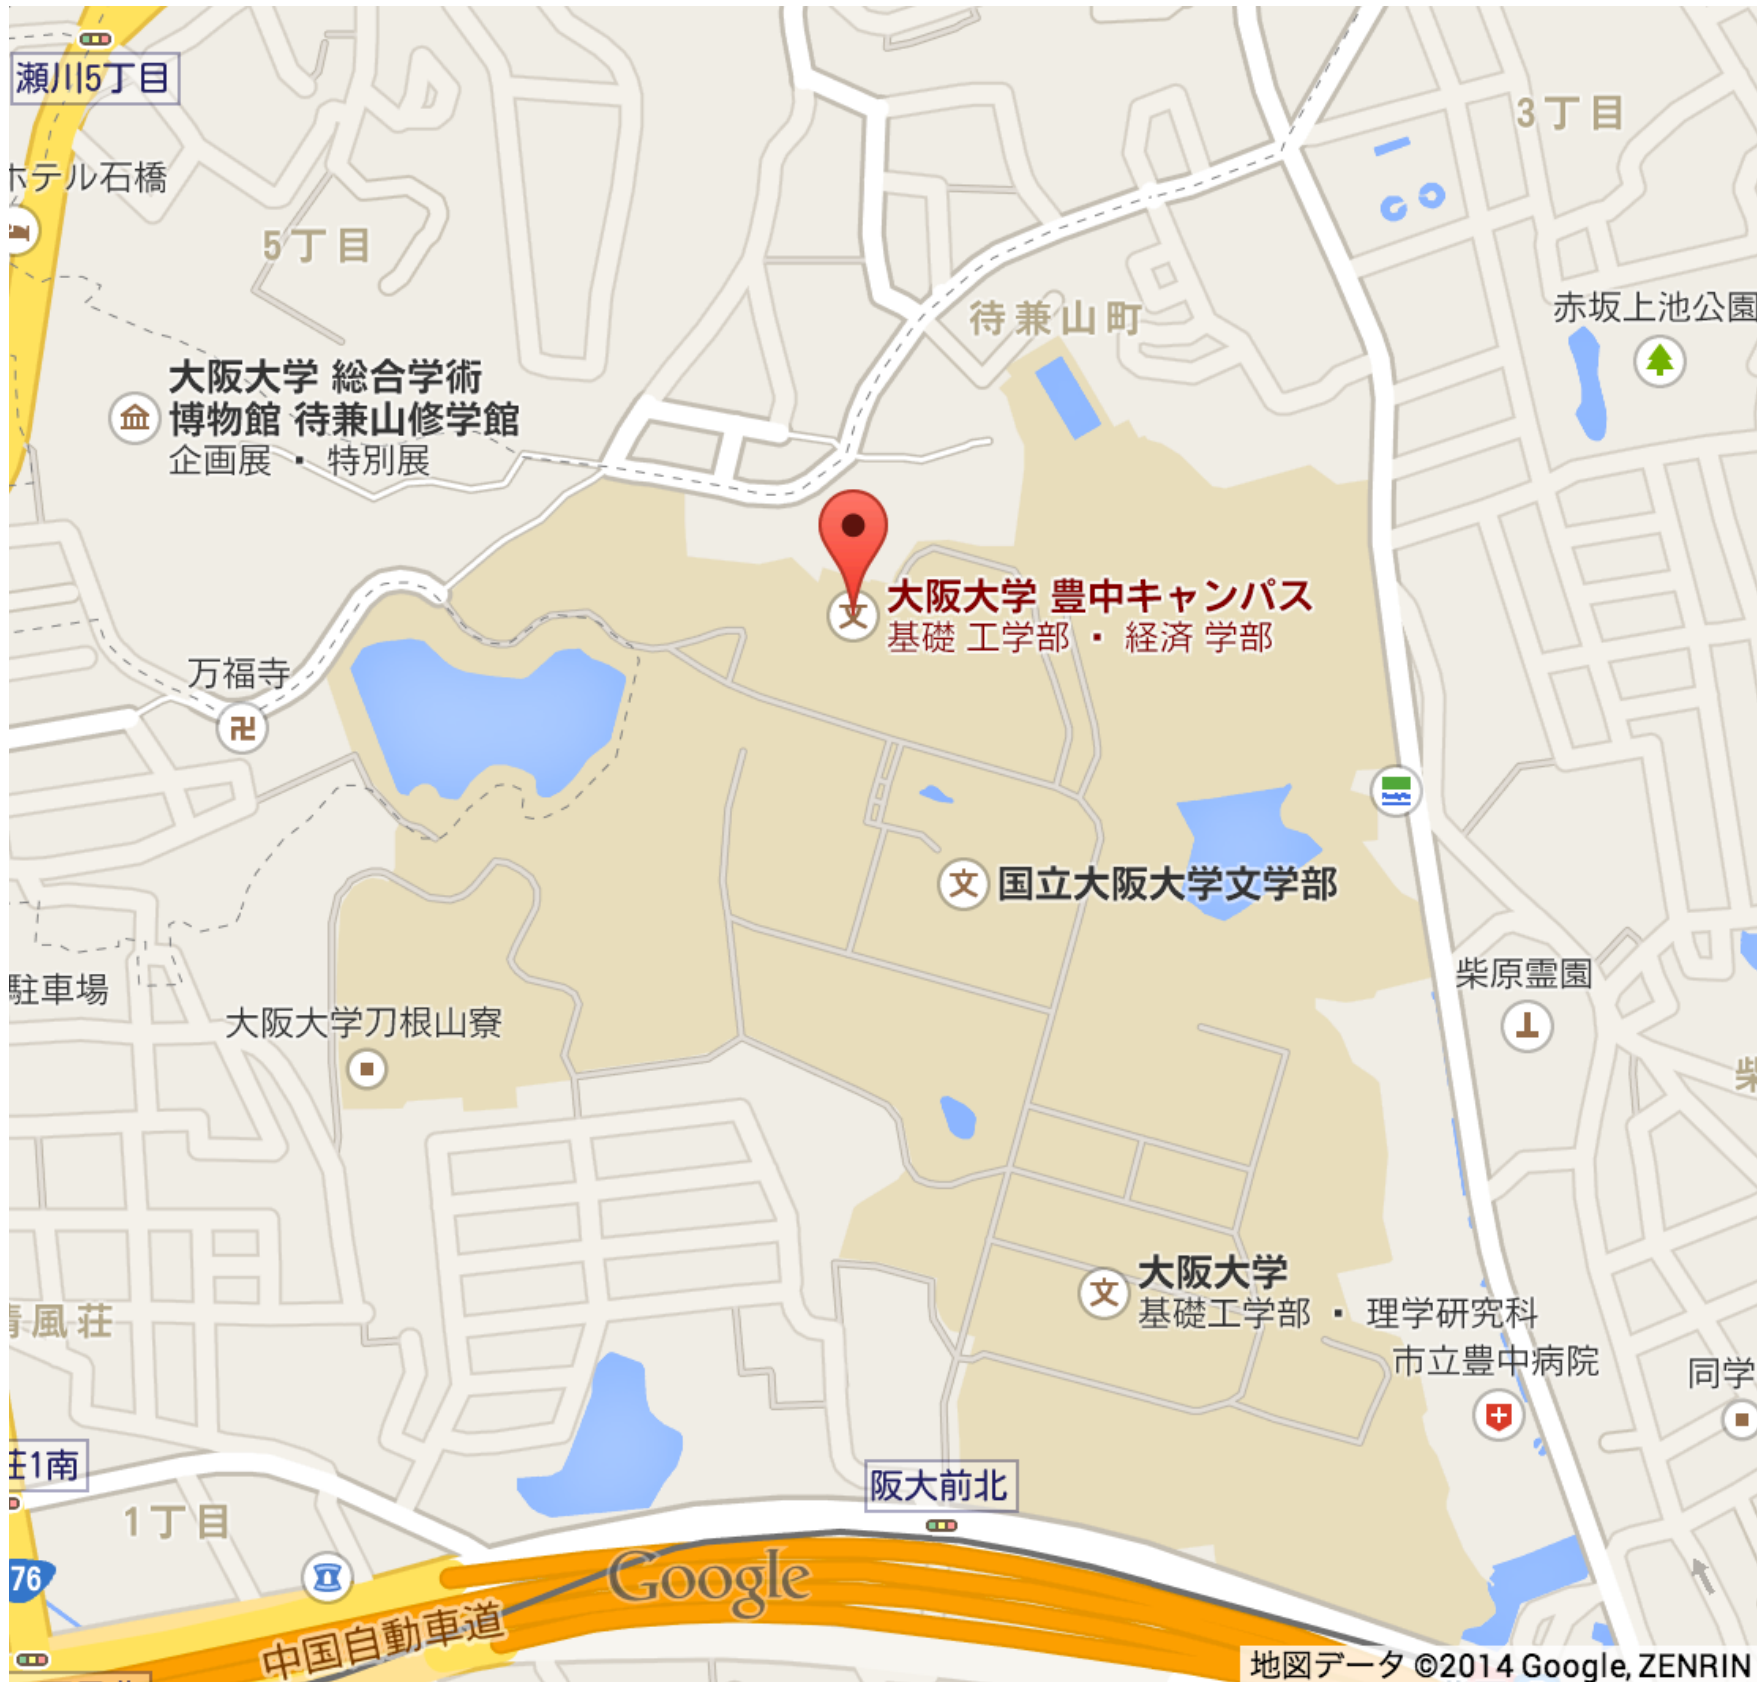 瀬川5丁目
3丁目
ホテル石橋
5丁目
赤坂上池公園
待兼山町
大阪大学 総合学術
博物館 待兼山修学館
企画展 ・ 特別展
大阪大学 豊中キャンパス
文
基礎 工学部 ・ 経済 学部
万福寺
卍
文
国立大阪大学文学部
柴原霊園
駐車場
大阪大学刀根山寮
柴
大阪大学
文
基礎工学部 ・ 理学研究科
風荘
市立豊中病院
同学
荘1南
阪大前北
1丁目
76
Google
中国自動車道
地図データ ©2014 Google, ZENRIN